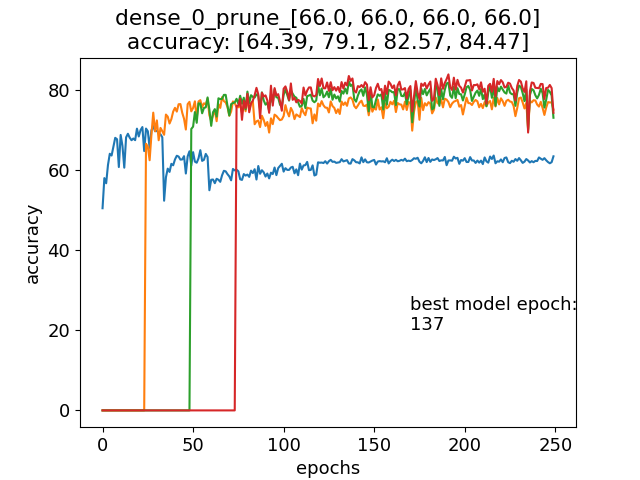 dense_0_prune_[66.0, 66.0, 66.0, 66.0]
accuracy: [64.39, 79.1, 82.57, 84.47]
80
60
40
20
0
accuracy
best model epoch:
137
0 50 100 150 200 250
epochs